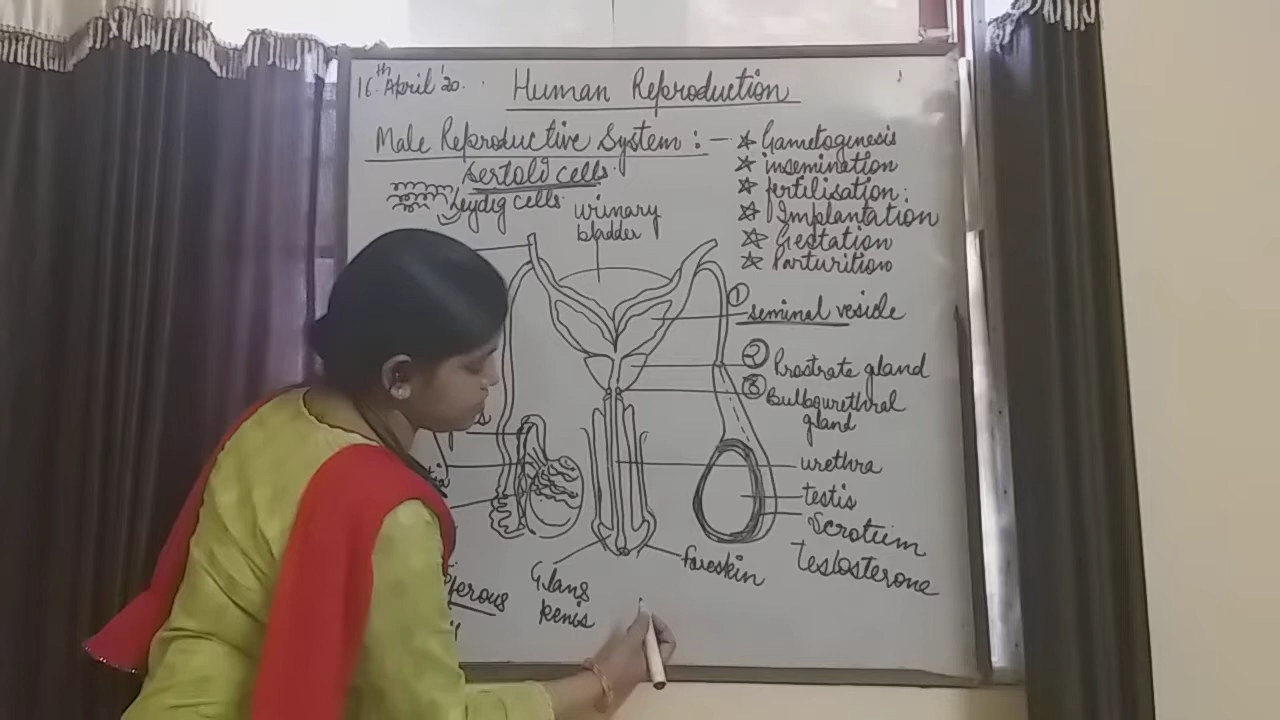 16th April '20.
Human Reproduction
Male Reproductive System :-
☆ Gametogenesis
☆ insemination
☆ fertilisation:
☆ Implantation
☆ Gestation
☆ Parturition
Sertoli cells
Leydig cells
urinary
bladder
① seminal vesicle
② Prostrate gland
③ Bulbourethral
gland
urethra
testis
Scrotum
Testosterone
foreskin
Glans
Penis